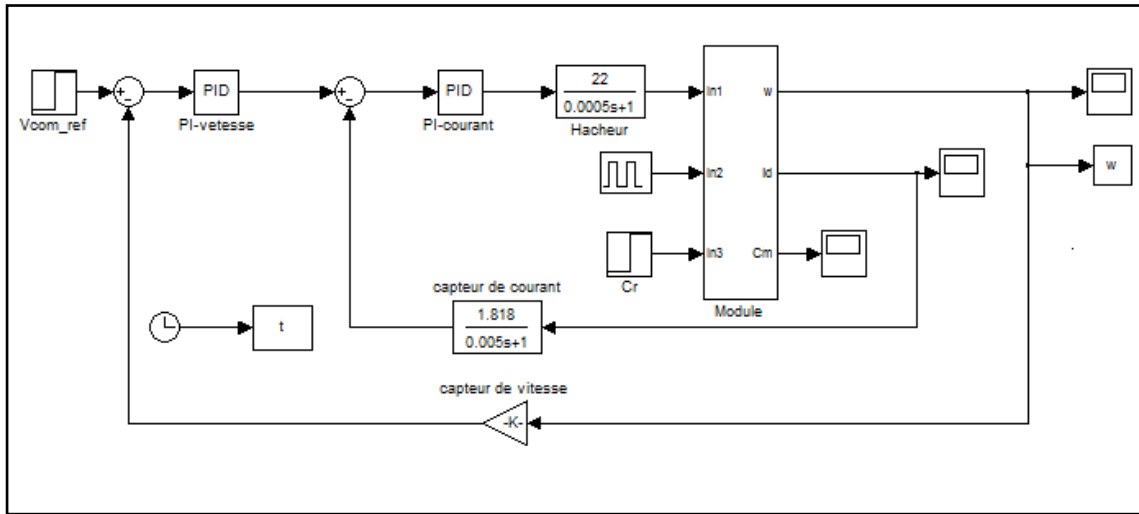 Vcom_ref
PID
PI-vetesse
PID
PI-courant
22
0.0005s+1
Hacheur
In1
In2
In3
w
Id
Cm
Module
w
Cr
capteur de courant
1.818
0.005s+1
t
capteur de vitesse
-K-